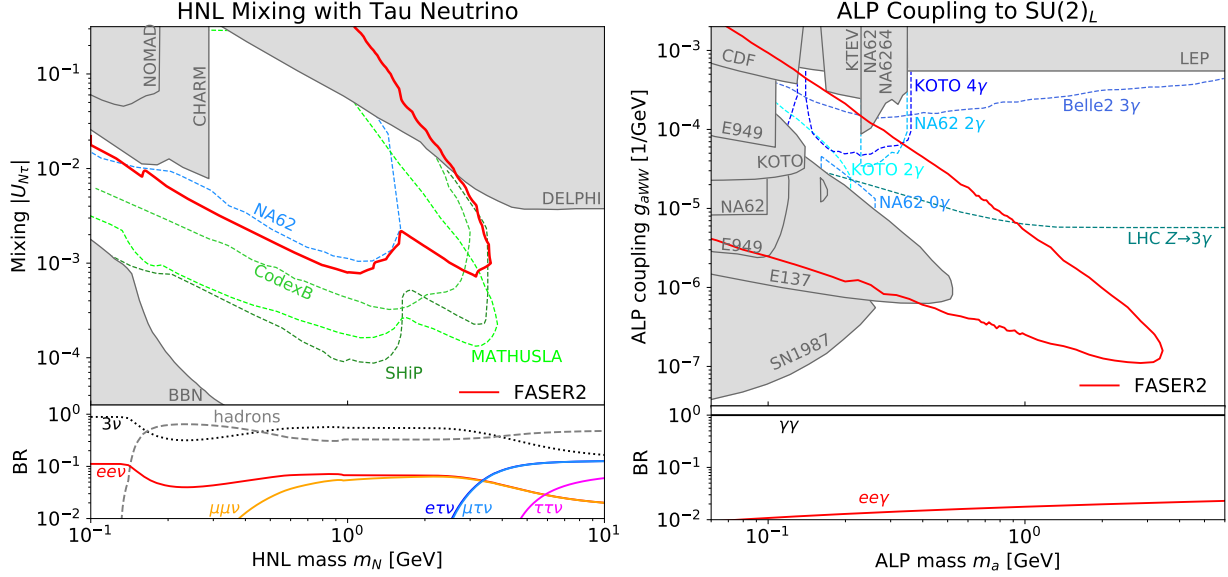 HNL Mixing with Tau Neutrino
Mixing |U_{Nτ}|
10^{-1}
10^{-2}
10^{-3}
10^{-4}
NOMAD
CHARM
DELPHI
NA62
CodexB
MATHUSLA
SHiP
BBN
FASER2
BR
10^{0}
10^{-1}
10^{-2}
3ν
hadrons
eeν
μμν
eτν
μτν
ττν
10^{-1}
10^{0}
10^{1}
HNL mass m_N [GeV]
ALP Coupling to SU(2)_L
ALP coupling g_{aWW} [1/GeV]
10^{-3}
10^{-4}
10^{-5}
10^{-6}
10^{-7}
CDF
KTEV
NA62
NA6264
LEP
KOTO 4γ
Belle2 3γ
NA62 2γ
E949
KOTO
KOTO 2γ
NA62
NA62 0γ
LHC Z→3γ
E949
E137
SN1987
FASER2
BR
10^{0}
10^{-1}
10^{-2}
γγ
eeγ
10^{-1}
10^{0}
ALP mass m_a [GeV]